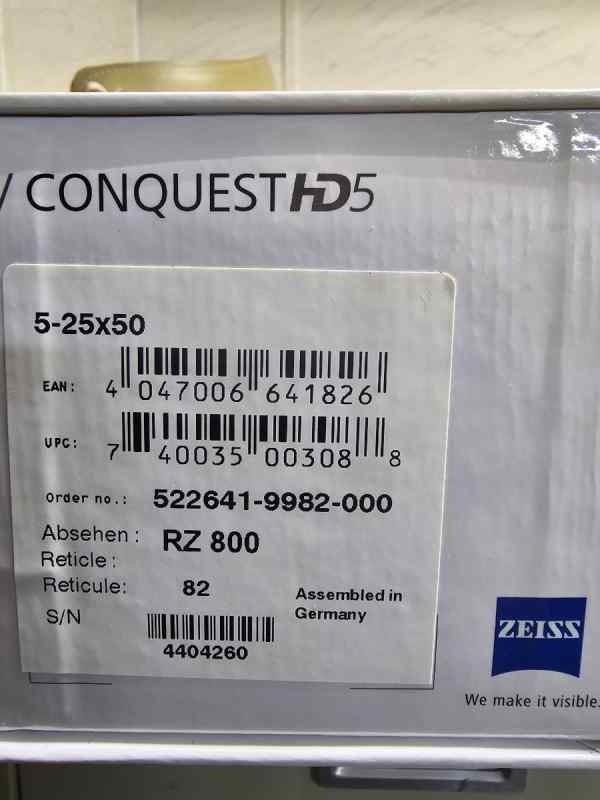 / CONQUEST HD5
5-25x50
EAN: 4 047006 641826
UPC: 7 40035 00308 8
Order no.: 522641-9982-000
Absehen: RZ 800
Reticle:
Reticule: 82
Assembled in
Germany
S/N
4404260
ZEISS
We make it visible.